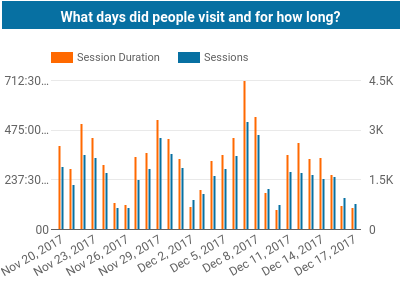 What days did people visit and for how long?
Session Duration Sessions
712:30… 4.5K
475:00… 3K
237:30… 1.5K
00 0
Nov 20, 2017 Nov 23, 2017 Nov 26, 2017 Nov 29, 2017 Dec 2, 2017 Dec 5, 2017 Dec 8, 2017 Dec 11, 2017 Dec 14, 2017 Dec 17, 2017